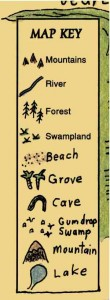 MAP KEY
Mountains
River
Forest
Swampland
Beach
Grove
Cave
Gumdrop
Swamp
Mountain
Lake